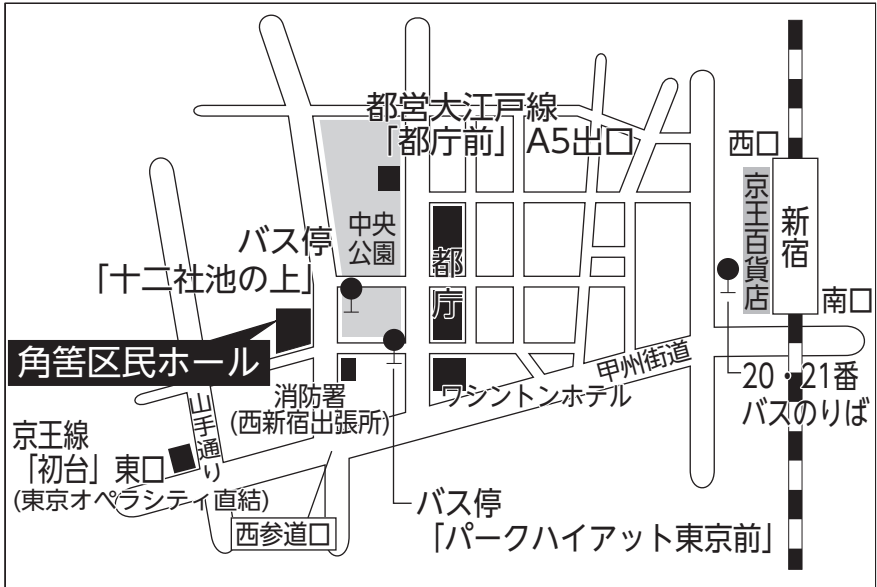 都営大江戸線
「都庁前」A5出口
西口
京王百貨店
新宿
南口
中央
公園
都庁
バス停
「十二社池の上」
角筈区民ホール
消防署
(西新宿出張所)
ワシントンホテル
甲州街道
20・21番
バスのりば
山手通り
京王線
「初台」東口
(東京オペラシティ直結)
西参道口
バス停
「パークハイアット東京前」